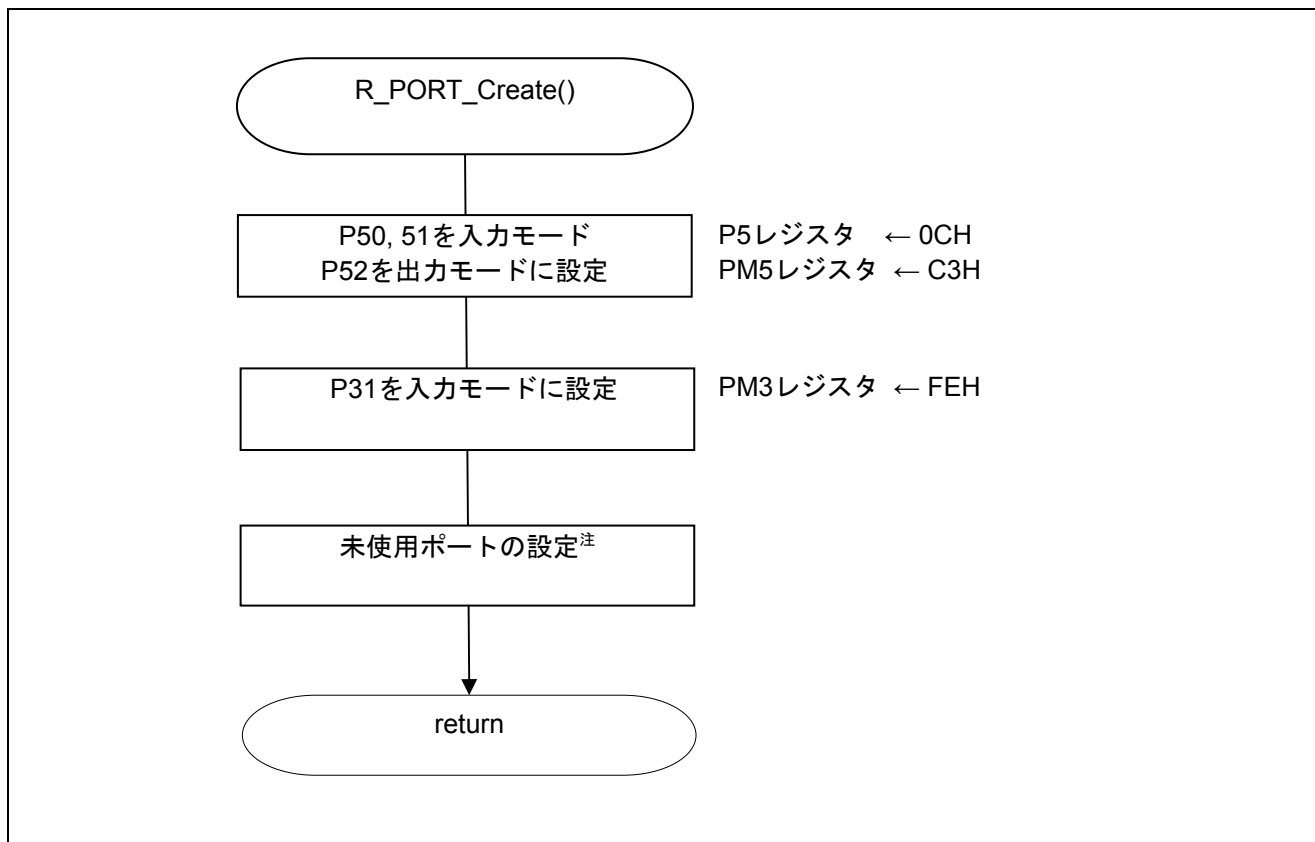 R_PORT_Create()
P50, 51を入力モード
P52を出力モードに設定
P5レジスタ ← 0CH
PM5レジスタ ← C3H
P31を入力モードに設定
PM3レジスタ ← FEH
未使用ポートの設定注
return